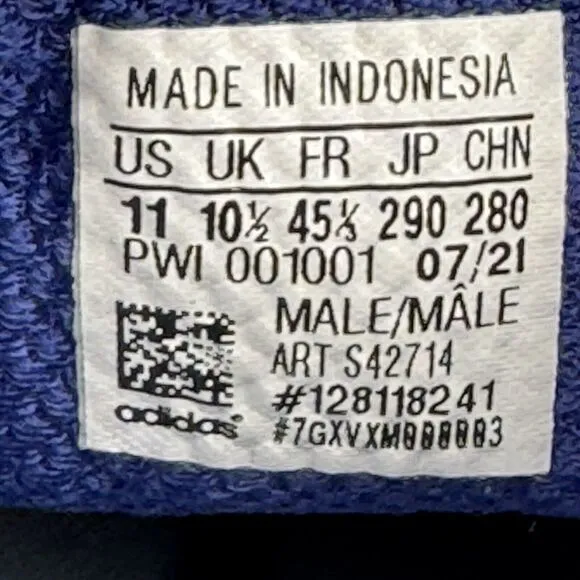 MADE IN INDONESIA
US UK FR JP CHN
11 10½ 45⅓ 290 280
PWI 001001 07/21
MALE/MÂLE
ART S42714
#128118241
adidas